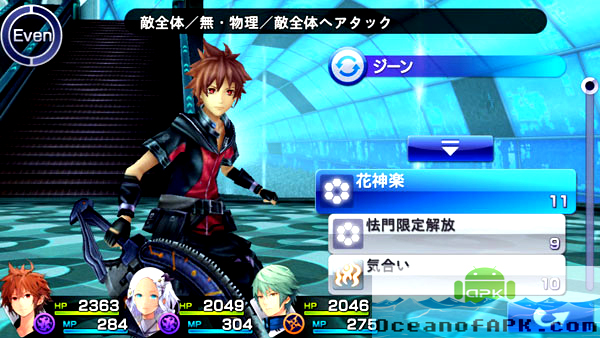 敵全体／無・物理／敵全体へアタック
Even
ジーン
花神楽
11
怯門限定解放
9
気合い
10
apk
HP 2363
MP 284
HP 2049
MP 304
HP 2046
MP 275
OceanofAPK.com